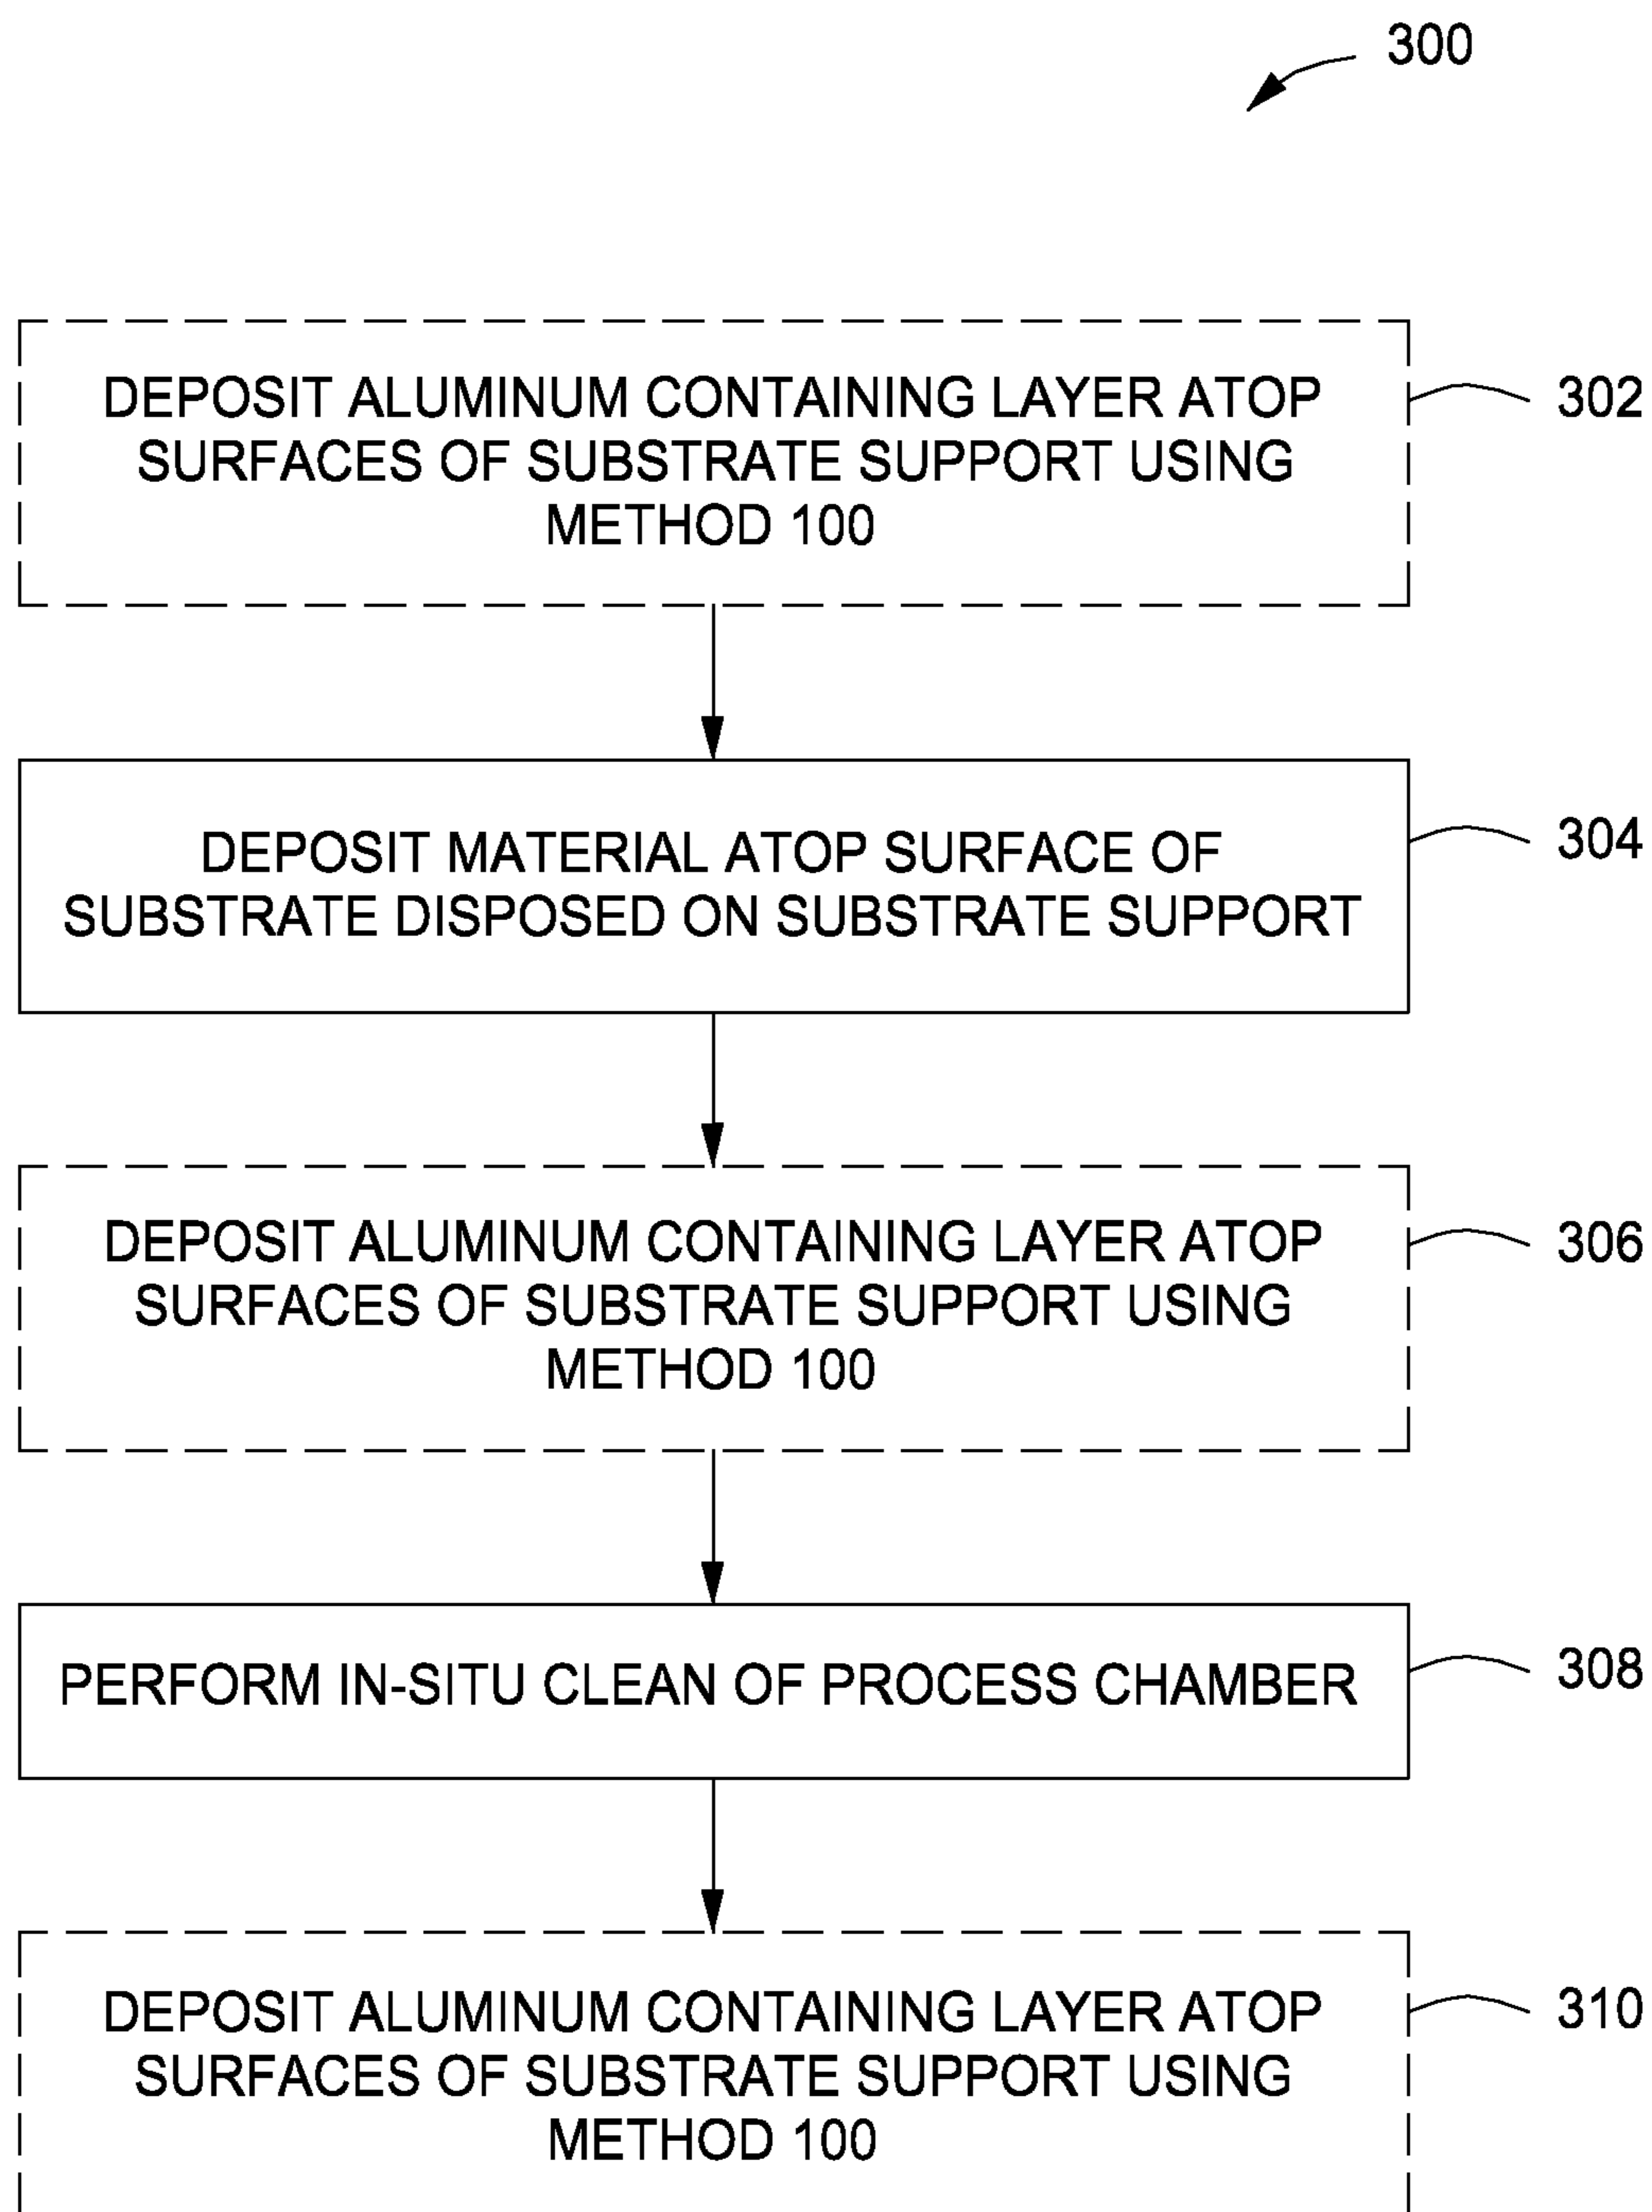 300
DEPOSIT ALUMINUM CONTAINING LAYER ATOP
SURFACES OF SUBSTRATE SUPPORT USING
METHOD 100
302
DEPOSIT MATERIAL ATOP SURFACE OF
SUBSTRATE DISPOSED ON SUBSTRATE SUPPORT
304
DEPOSIT ALUMINUM CONTAINING LAYER ATOP
SURFACES OF SUBSTRATE SUPPORT USING
METHOD 100
306
PERFORM IN-SITU CLEAN OF PROCESS CHAMBER
308
DEPOSIT ALUMINUM CONTAINING LAYER ATOP
SURFACES OF SUBSTRATE SUPPORT USING
METHOD 100
310